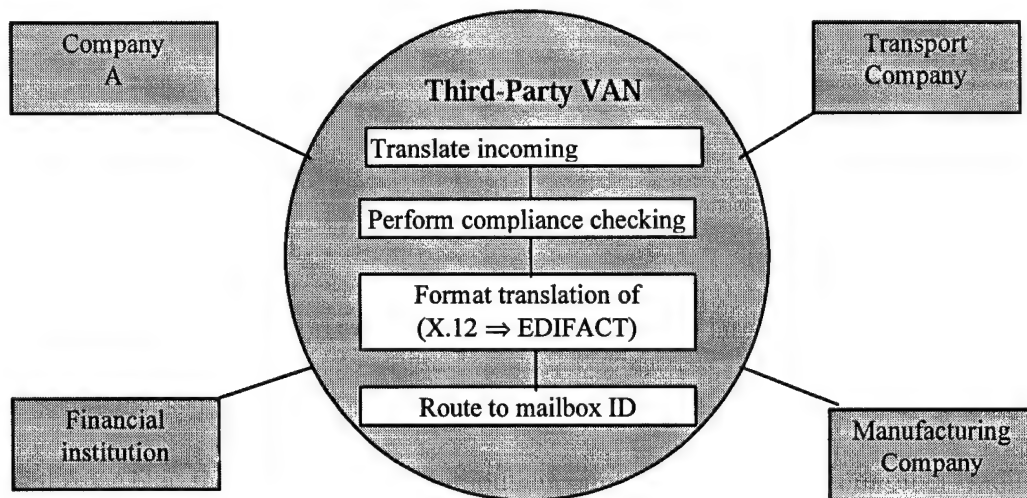 Company
A
Transport
Company
Third-Party VAN
Translate incoming
Perform compliance checking
Format translation of
(X.12 ⇒ EDIFACT)
Route to mailbox ID
Financial
institution
Manufacturing
Company